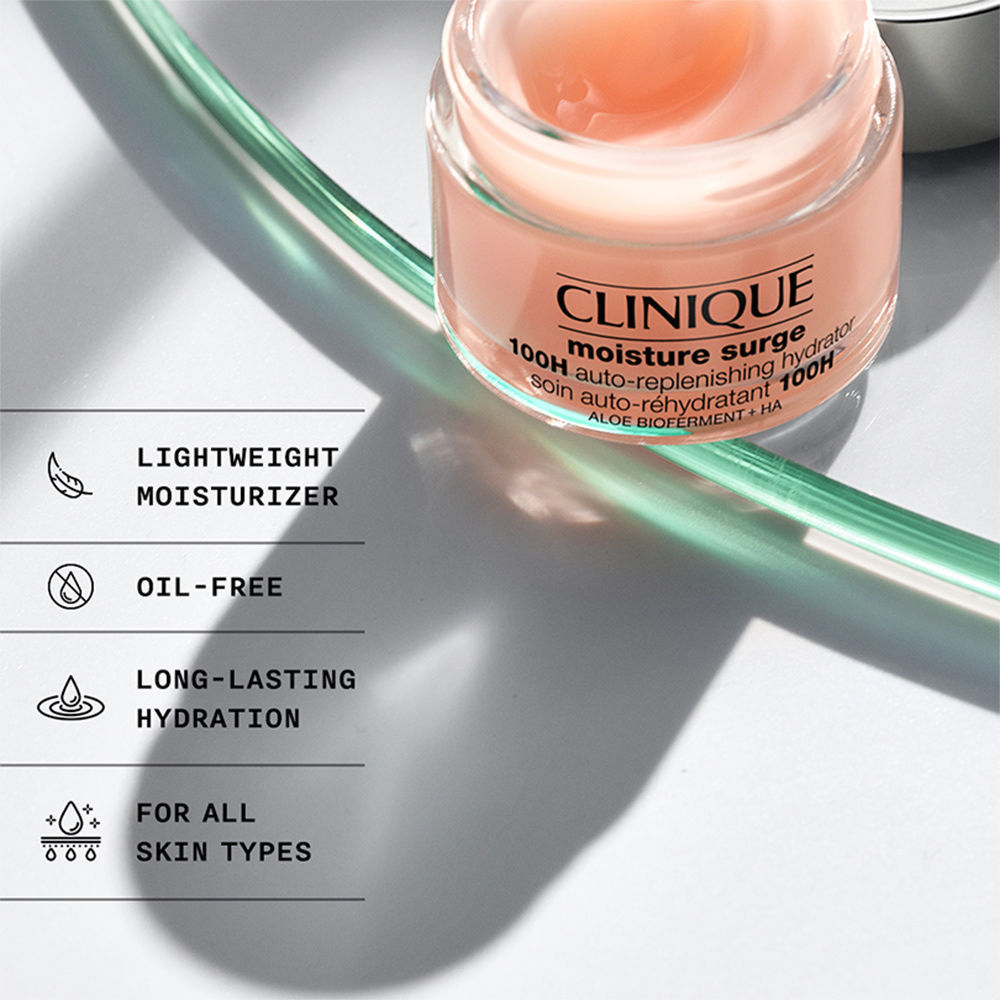 CLINIQUE
moisture surge
100H auto-replenishing hydrator
soin auto-réhydratant 100H
ALOE BIOFERMENT + HA
LIGHTWEIGHT
MOISTURIZER
OIL-FREE
LONG-LASTING
HYDRATION
FOR ALL
SKIN TYPES